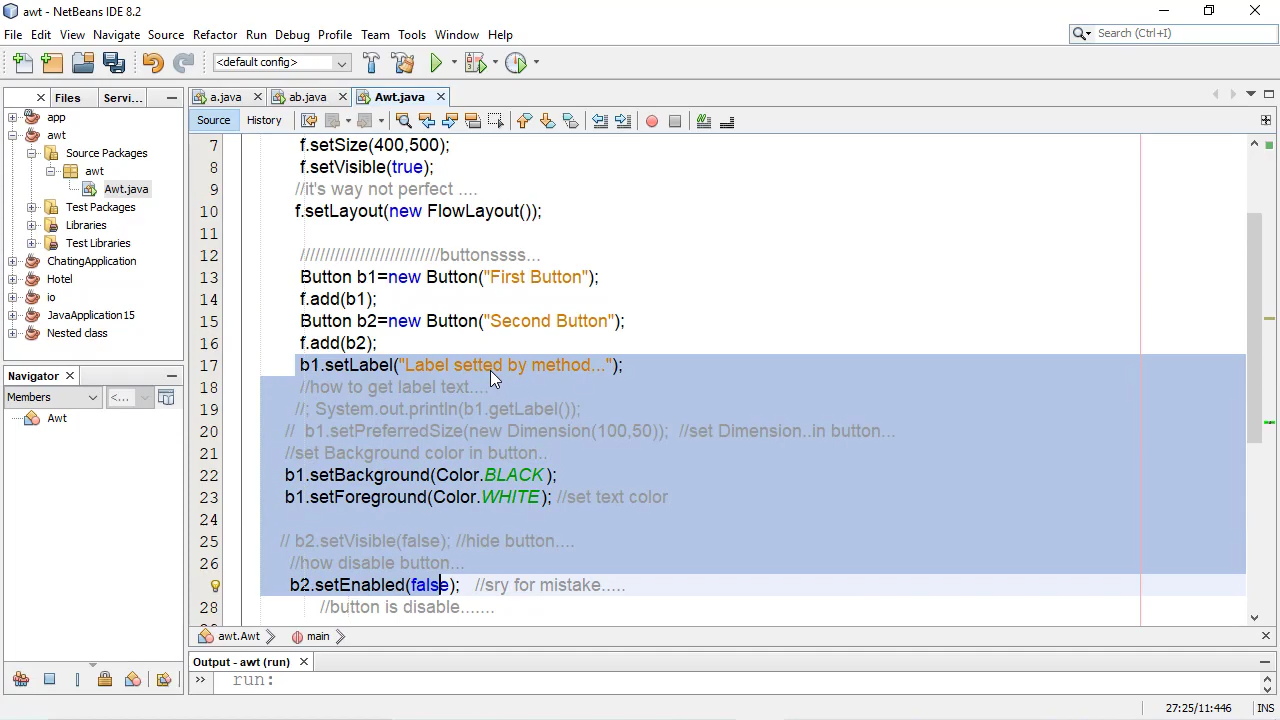 awt - NetBeans IDE 8.2
File Edit View Navigate Source Refactor Run Debug Profile Team Tools Window Help
Search (Ctrl+I)
<default config>
Files Servi...
a.java ab.java Awt.java
Source History
app
awt
Source Packages
awt
Awt.java
Test Packages
Libraries
Test Libraries
ChatingApplication
Hotel
io
JavaApplication15
Nested class
Navigator
Members <...
Awt
7 f.setSize(400,500);
8 f.setVisible(true);
9 //it's way not perfect ....
10 f.setLayout(new FlowLayout());
11
12 ////////////////////////////buttonssss...
13 Button b1=new Button("First Button");
14 f.add(b1);
15 Button b2=new Button("Second Button");
16 f.add(b2);
17 b1.setLabel("Label setted by method...");
18 //how to get label text....
19 //; System.out.println(b1.getLabel());
20 // b1.setPreferredSize(new Dimension(100,50)); //set Dimension..in button...
21 //set Background color in button..
22 b1.setBackground(Color.BLACK);
23 b1.setForeground(Color.WHITE); //set text color
24
25 // b2.setVisible(false); //hide button....
26 //how disable button...
b2.setEnabled(false); //sry for mistake.....
28 //button is disable.......
awt.Awt main
Output - awt (run)
run:
27:25/11:446 INS